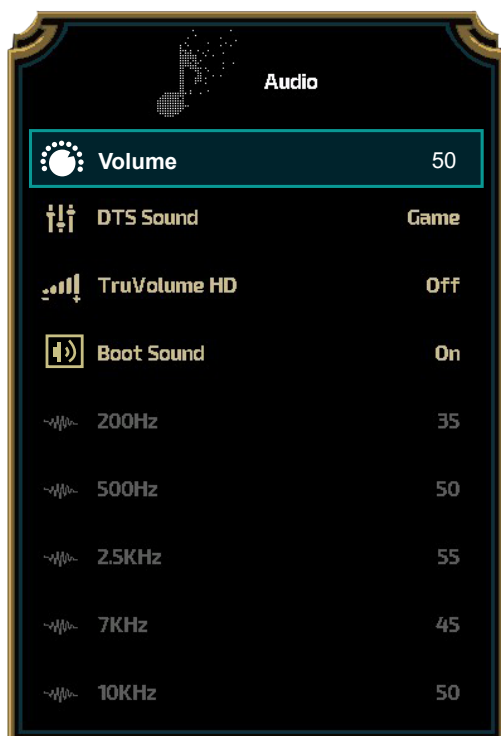 Audio
Volume 50
DTS Sound Game
TruVolume HD Off
Boot Sound On
200Hz 35
500Hz 50
2.5KHz 55
7KHz 45
10KHz 50